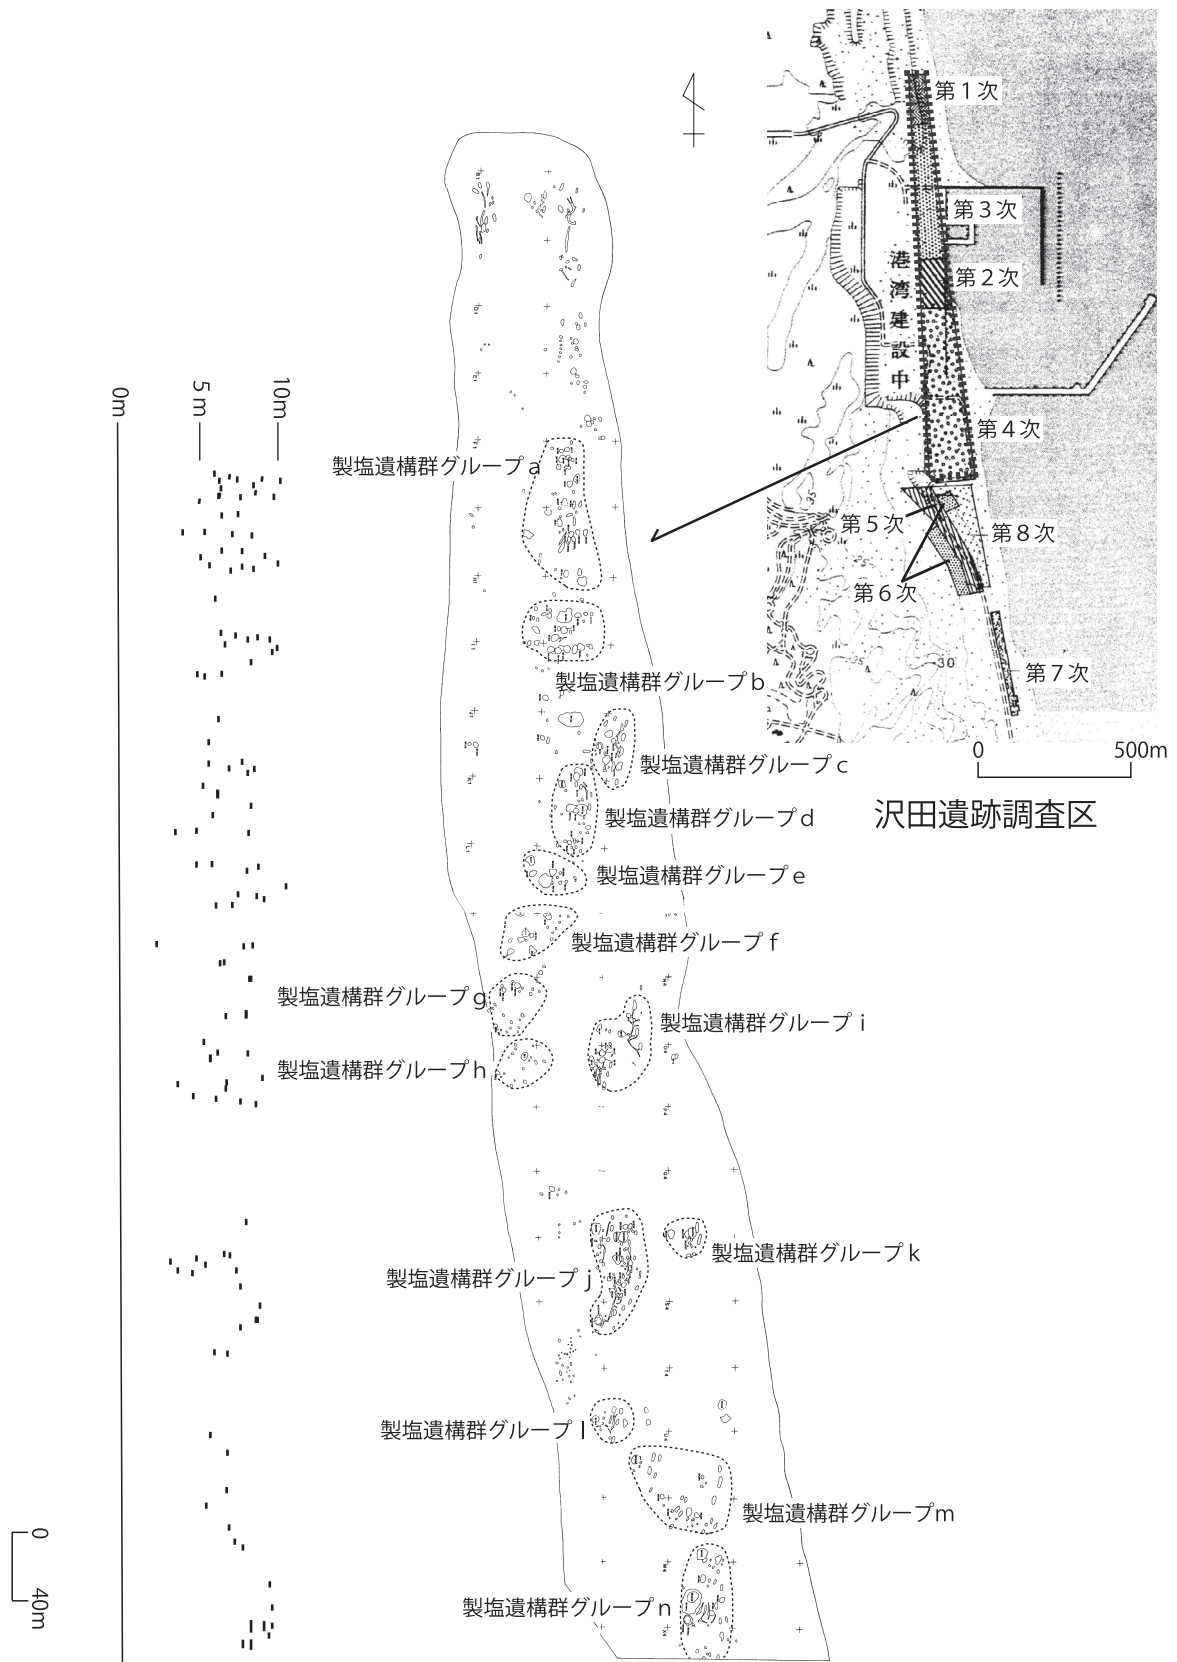 第1次
第3次
第2次
港湾建設中
第4次
第5次
第8次
第6次
第7次
35
35
35
30
0
500m
沢田遺跡調査区
0m
5m
10m
製塩遺構群グループa
製塩遺構群グループb
製塩遺構群グループc
製塩遺構群グループd
製塩遺構群グループe
製塩遺構群グループf
製塩遺構群グループg
製塩遺構群グループi
製塩遺構群グループh
製塩遺構群グループk
製塩遺構群グループj
製塩遺構群グループl
製塩遺構群グループm
製塩遺構群グループn
0
40m